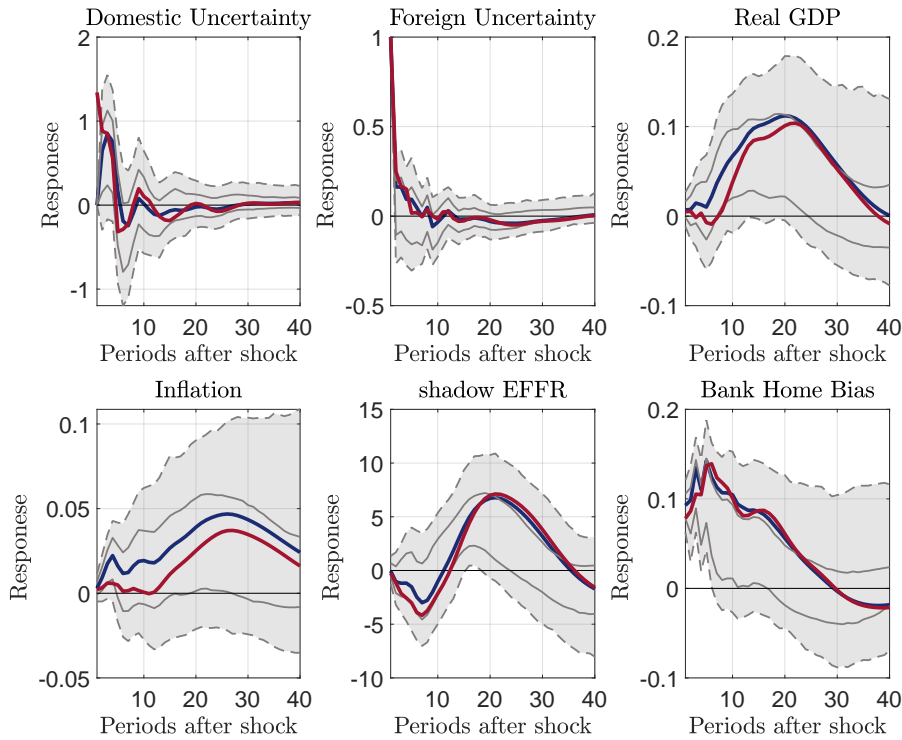 Domestic Uncertainty
Foreign Uncertainty
Real GDP
2
1
0
-1
Responese
10 20 30 40
Periods after shock
1
0.5
0
-0.5
Responese
10 20 30 40
Periods after shock
0.2
0.1
0
-0.1
Responese
10 20 30 40
Periods after shock
Inflation
shadow EFFR
Bank Home Bias
0.1
0.05
0
-0.05
Responese
10 20 30 40
Periods after shock
15
10
5
0
-5
-10
Responese
10 20 30 40
Periods after shock
0.2
0.1
0
-0.1
Responese
10 20 30 40
Periods after shock